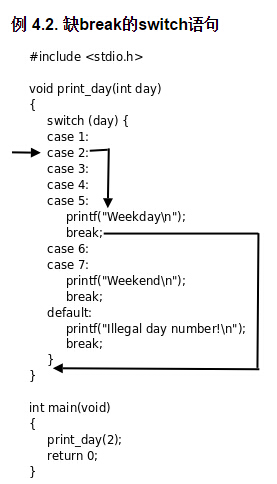 例 4.2. 缺break的switch语句
#include <stdio.h>
void print_day(int day)
{
switch (day) {
case 1:
case 2:
case 3:
case 4:
case 5:
printf("Weekday\n");
break;
case 6:
case 7:
printf("Weekend\n");
break;
default:
printf("Illegal day number!\n");
break;
}
}
int main(void)
{
print_day(2);
return 0;
}